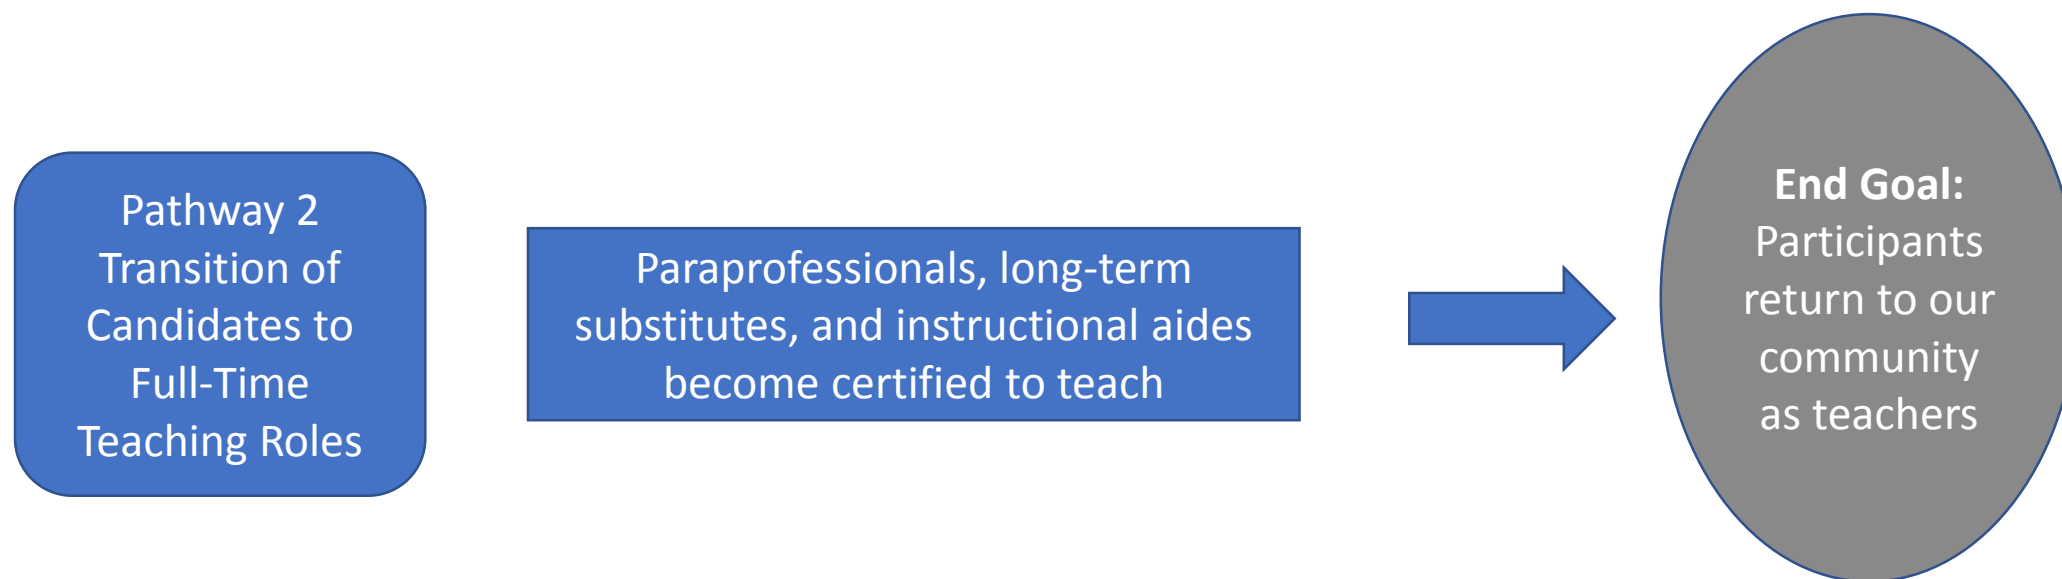 Pathway 2
Transition of
Candidates to
Full-Time
Teaching Roles
Paraprofessionals, long-term
substitutes, and instructional aides
become certified to teach
End Goal:
Participants
return to our
community
as teachers